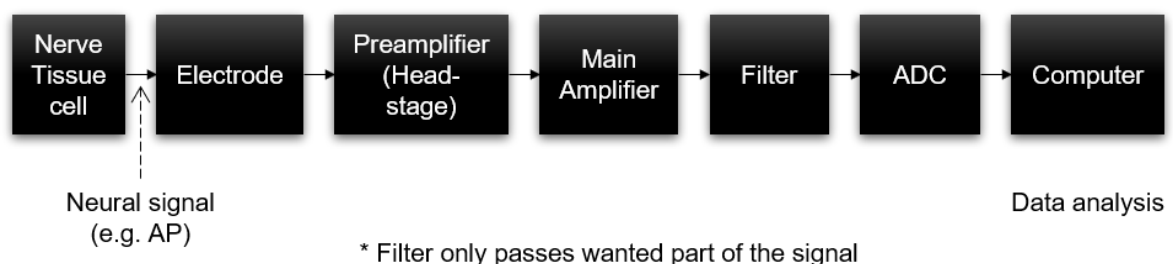 Nerve
Tissue
cell
Electrode
Preamplifier
(Head-
stage)
Main
Amplifier
Filter
ADC
Computer
Neural signal
(e.g. AP)
Data analysis
* Filter only passes wanted part of the signal